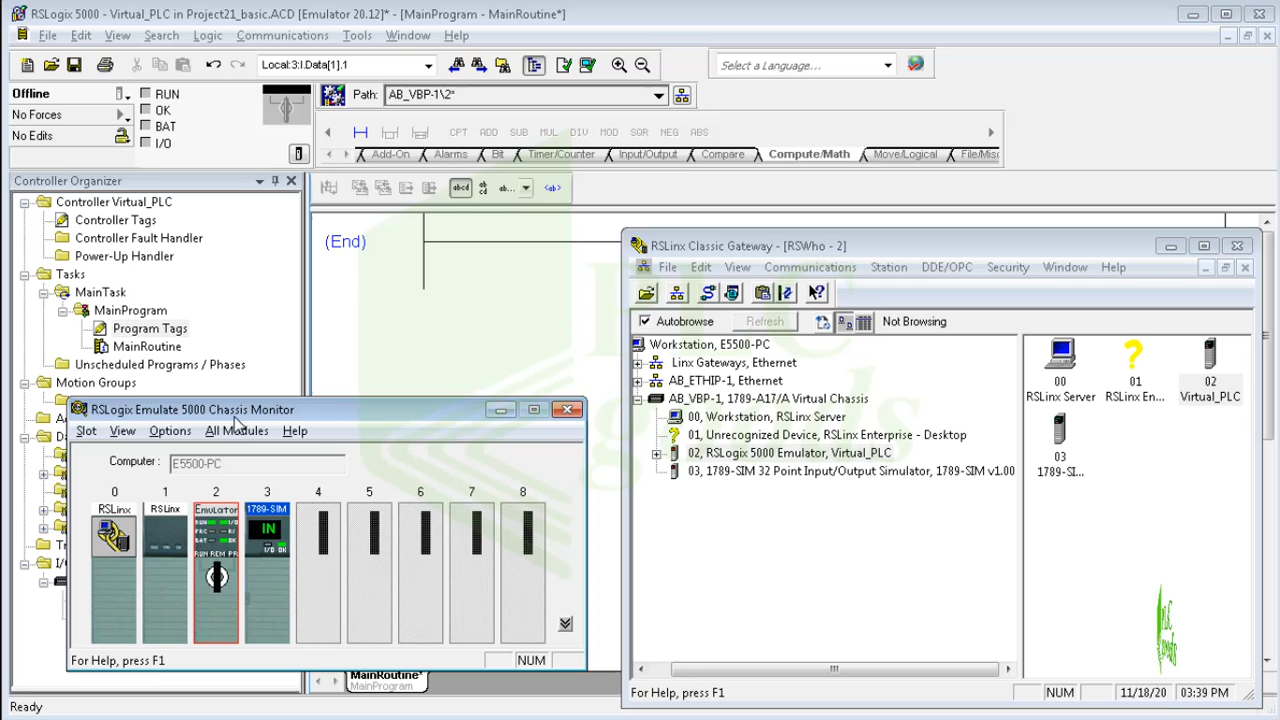 RSLogix 5000 - Virtual_PLC in Project21_basic.ACD [Emulator 20.12]* - [MainProgram - MainRoutine*]
File Edit View Search Logic Communications Tools Window Help
Local:3:I.Data[1].1
Select a Language...
Offline
No Forces
No Edits
RUN
OK
BAT
I/O
Path: AB_VBP-1\2*
CPT ADD SUB MUL DIV MOD SQR NEG ABS
Add-On Alarms Bit Timer/Counter Input/Output Compare Compute/Math Move/Logical File/Misc
Controller Organizer
Controller Virtual_PLC
Controller Tags
Controller Fault Handler
Power-Up Handler
Tasks
MainTask
MainProgram
Program Tags
MainRoutine
Unscheduled Programs / Phases
Motion Groups
abcd
ab
cd
ab...
<ab>
(End)
RSLogix Emulate 5000 Chassis Monitor
Slot View Options All Modules Help
Computer : E5500-PC
0 1 2 3 4 5 6 7 8
RSLinx RSLinx Emulator 1789-SIM
IN
RUN REM PR
For Help, press F1
NUM
MainRoutine*
MainProgram
Ready
RSLinx Classic Gateway - [RSWho - 2]
File Edit View Communications Station DDE/OPC Security Window Help
Autobrowse Refresh Not Browsing
Workstation, E5500-PC
Linx Gateways, Ethernet
AB_ETHIP-1, Ethernet
AB_VBP-1, 1789-A17/A Virtual Chassis
00, Workstation, RSLinx Server
01, Unrecognized Device, RSLinx Enterprise - Desktop
02, RSLogix 5000 Emulator, Virtual_PLC
03, 1789-SIM 32 Point Input/Output Simulator, 1789-SIM v1.00
00
RSLinx Server
01
RSLinx En...
02
Virtual_PLC
03
1789-SI...
For Help, press F1
NUM
11/18/20
03:39 PM